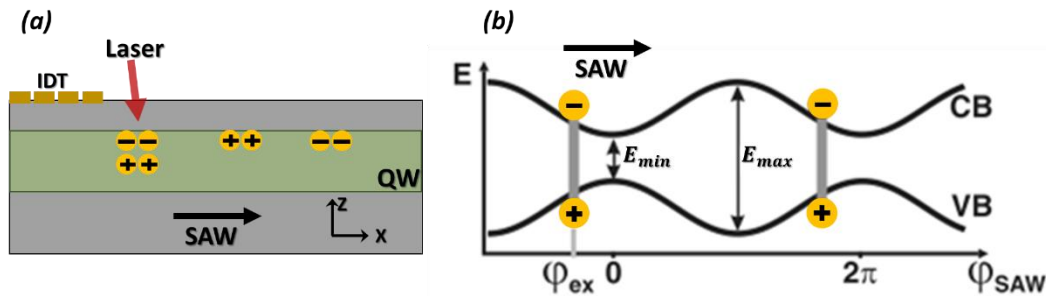 (a)
Laser
IDT
QW
SAW
z
x
(b)
SAW
E
CB
E_min
E_max
VB
φ_ex
0
2π
φ_SAW